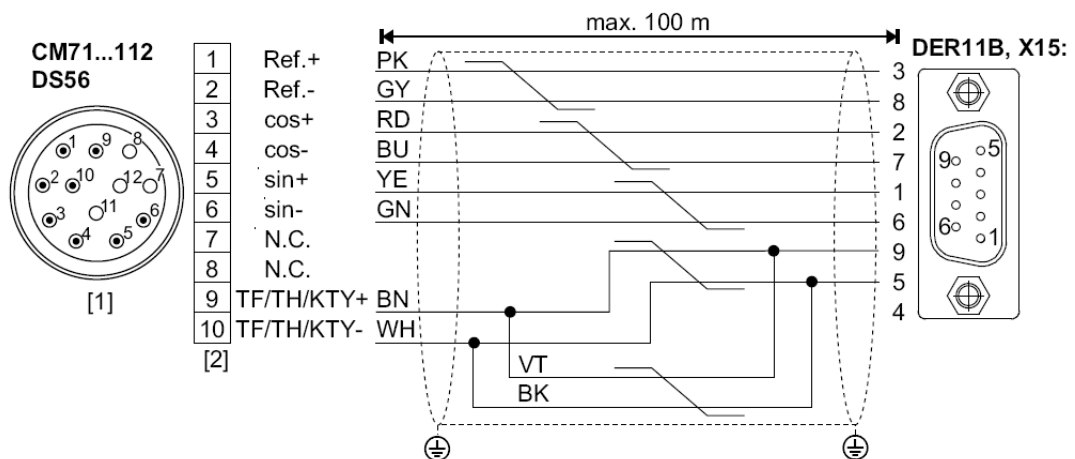 max. 100 m
CM71...112
DS56
DER11B, X15:
1 Ref.+ PK 3
2 Ref.- GY 8
3 cos+ RD 2
4 cos- BU 7
5 sin+ YE 1
6 sin- GN 6
7 N.C. 9
8 N.C. 5
9 TF/TH/KTY+ BN 4
10 TF/TH/KTY- WH
VT
BK
1 9 8
2 10 12 7
3 11 6
4 5
[1]
[2]
9 5
6 1